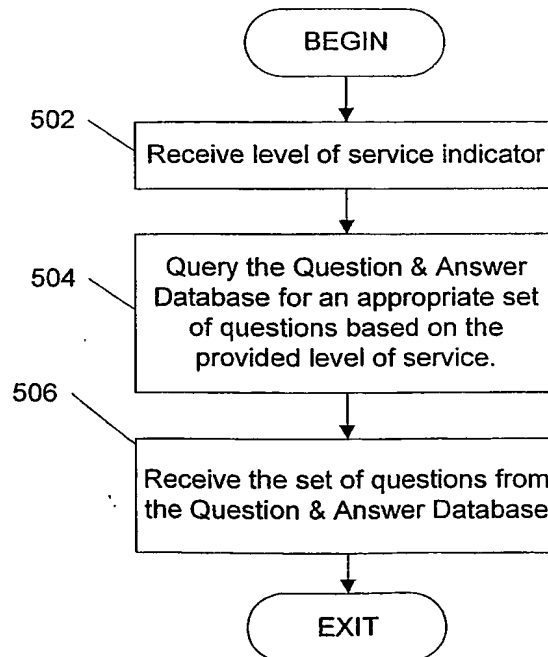 BEGIN
502
Receive level of service indicator
504
Query the Question & Answer
Database for an appropriate set
of questions based on the
provided level of service.
506
Receive the set of questions from
the Question & Answer Database
EXIT